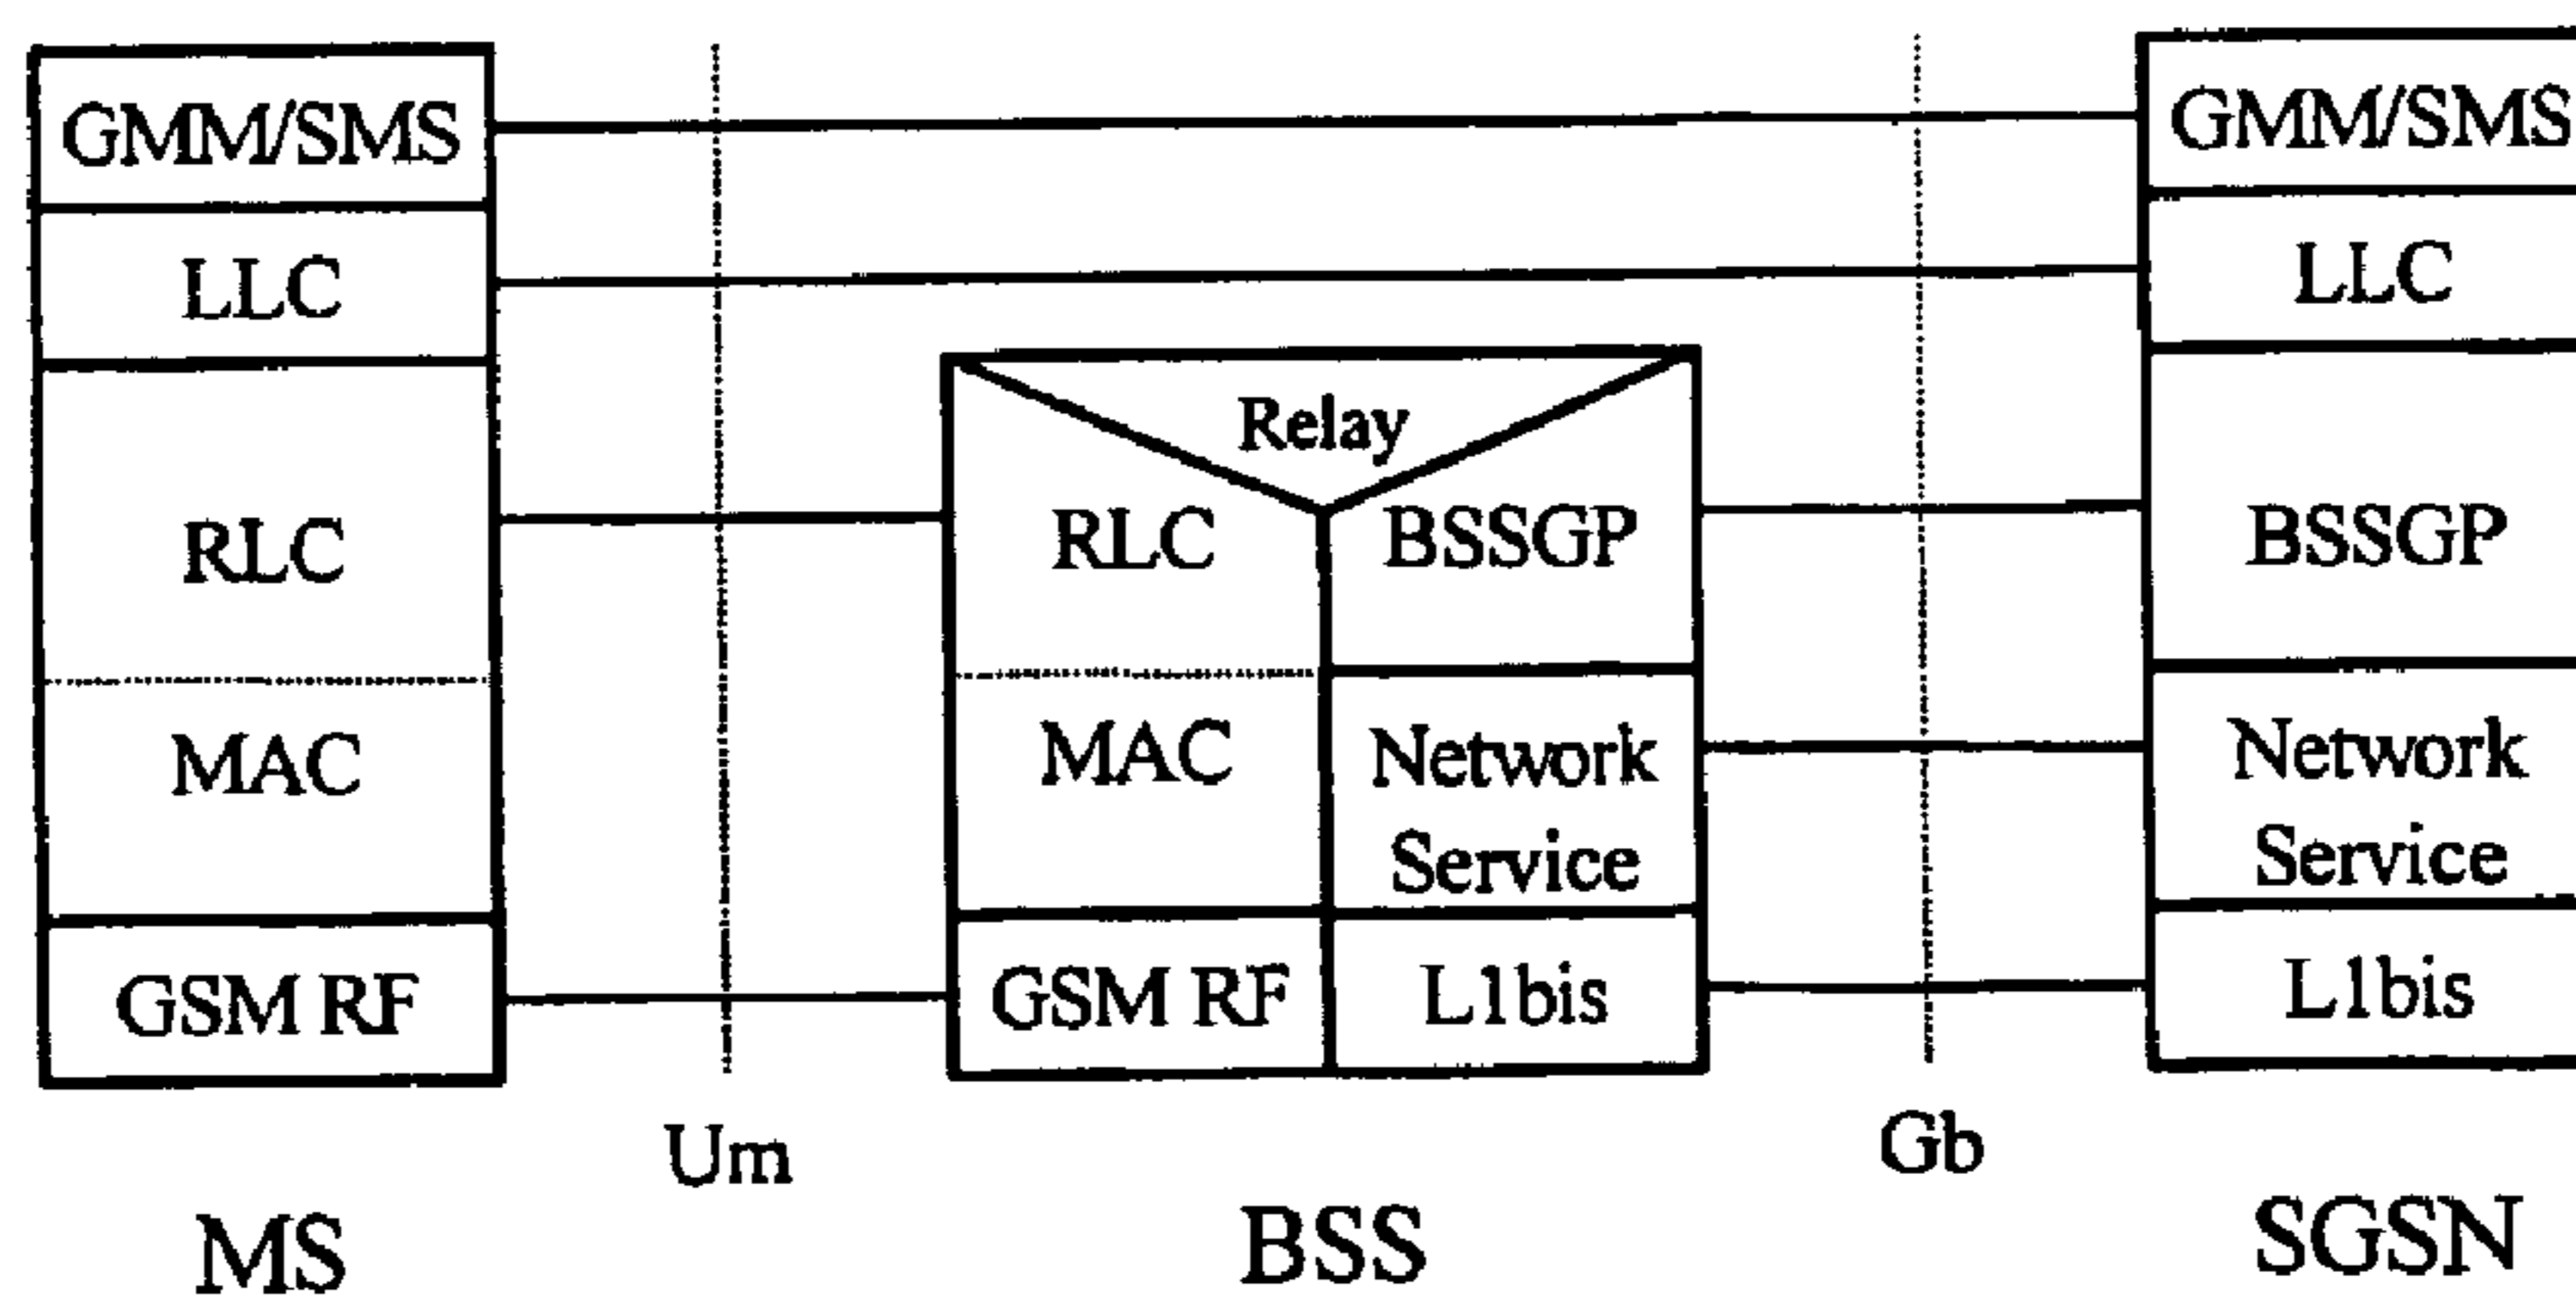 GMM/SMS
LLC
RLC
MAC
GSM RF
MS
Um
Relay
RLC
BSSGP
MAC
Network
Service
GSM RF
L1bis
BSS
Gb
GMM/SMS
LLC
BSSGP
Network
Service
L1bis
SGSN